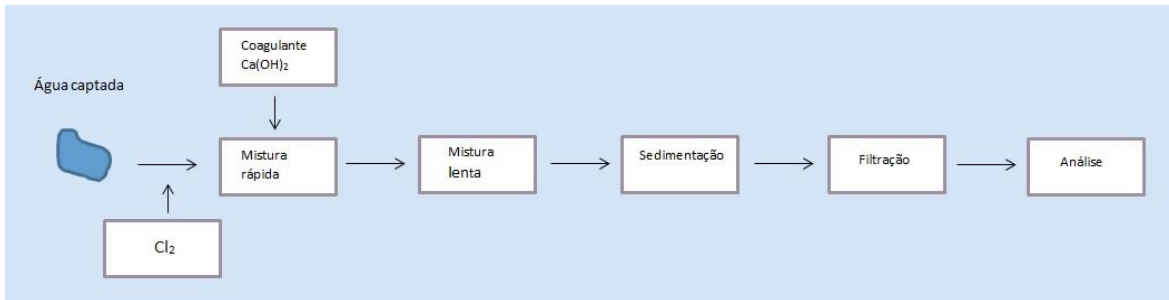 Coagulante
Ca(OH)₂
Água captada
Mistura
rápida
Mistura
lenta
Sedimentação
Filtração
Análise
Cl₂